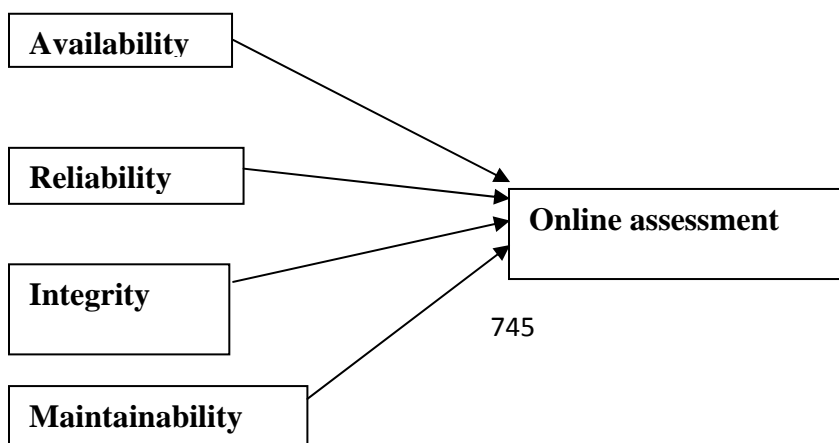 Availability
Reliability
Online assessment
Integrity
745
Maintainability